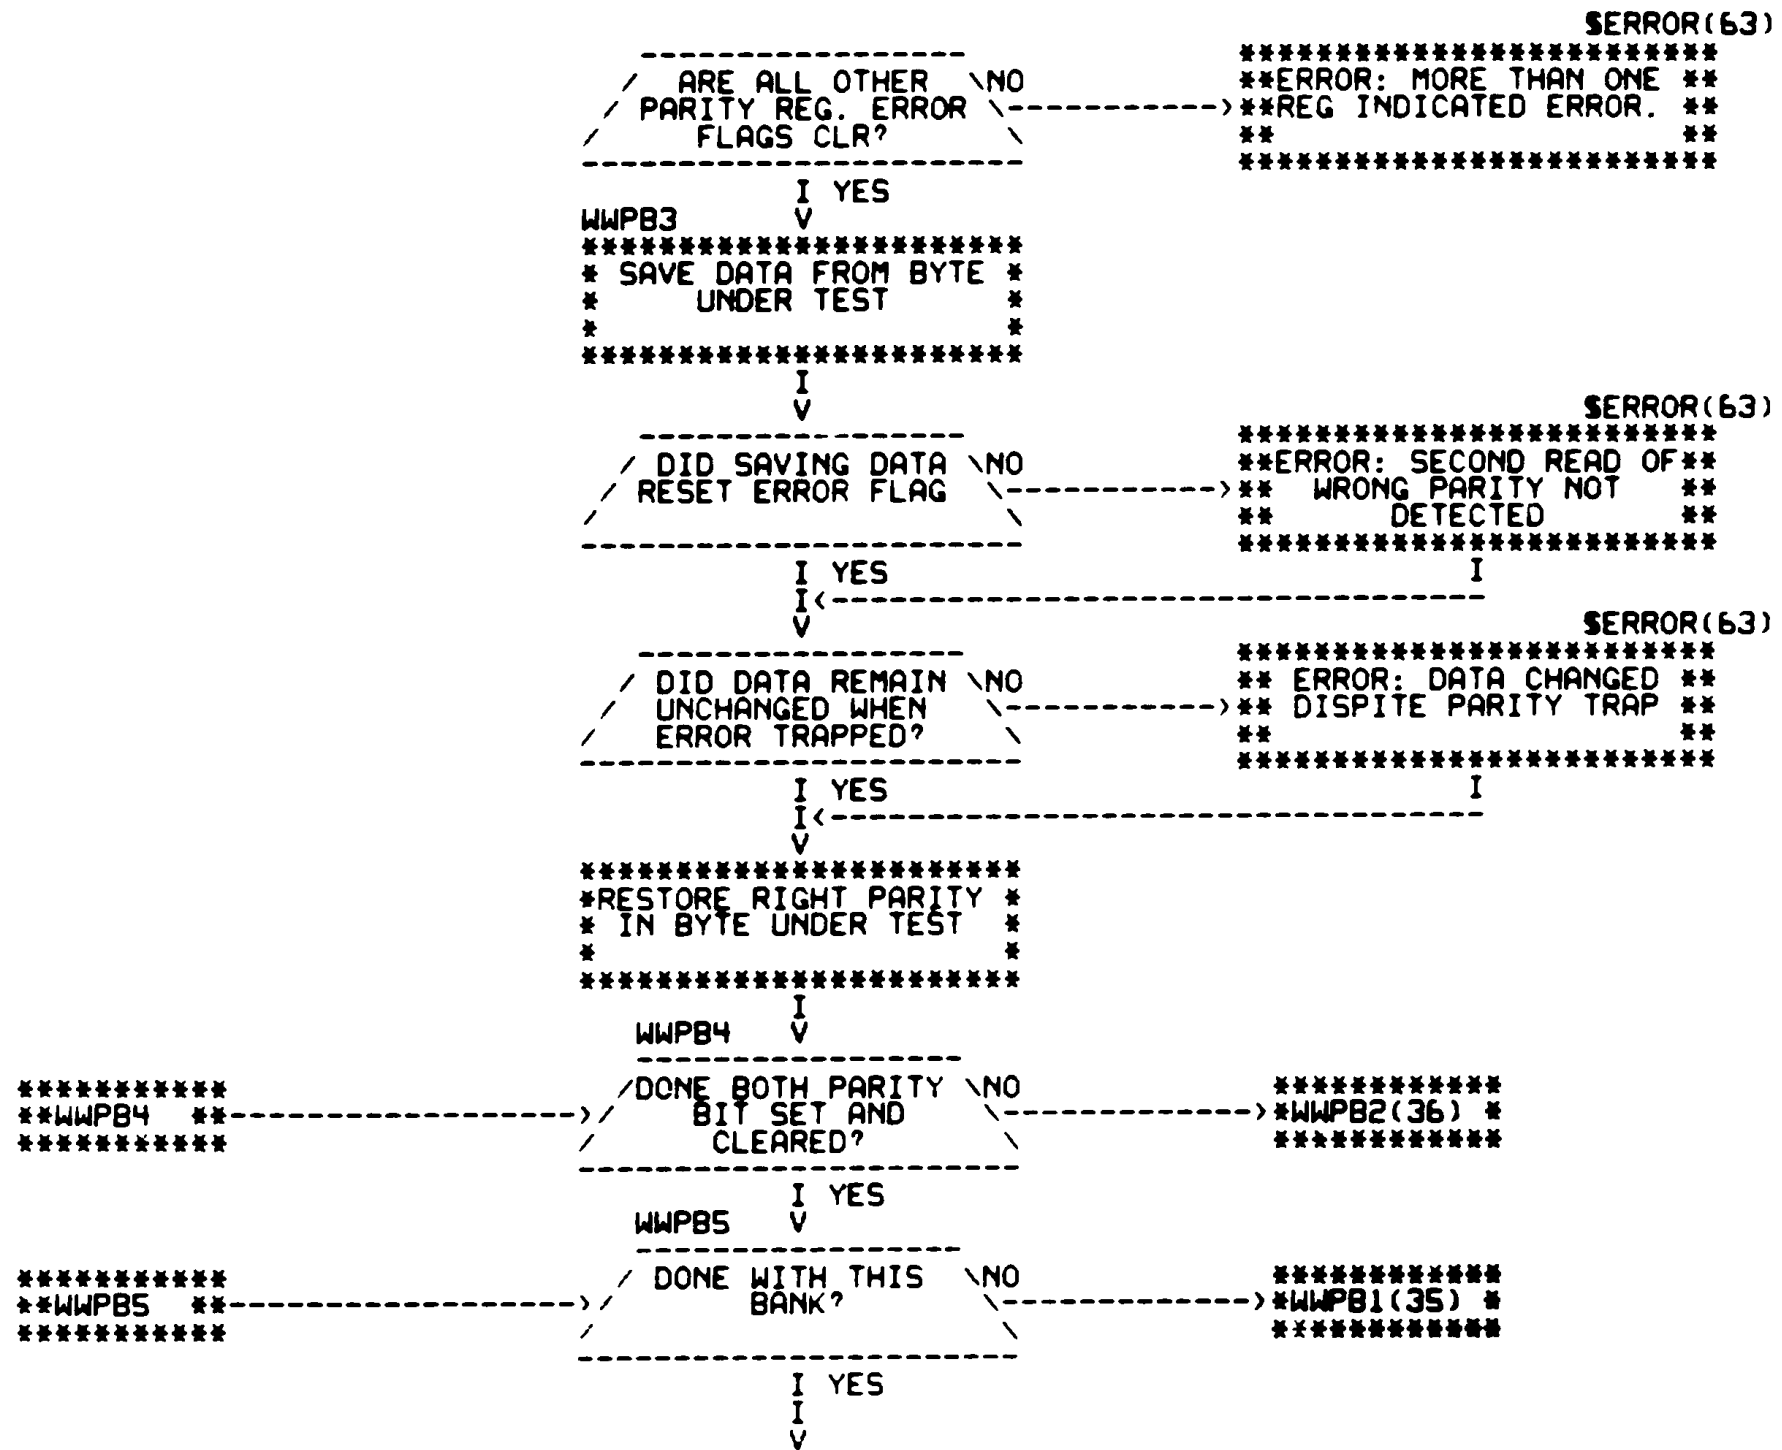 $ERROR(63)
ARE ALL OTHER NO
PARITY REG. ERROR
FLAGS CLR?
**ERROR: MORE THAN ONE **
**REG INDICATED ERROR. **
I YES
WWPB3 V
* SAVE DATA FROM BYTE *
* UNDER TEST *
I
V
$ERROR(63)
/ DID SAVING DATA \NO
/ RESET ERROR FLAG \
**ERROR: SECOND READ OF**
** WRONG PARITY NOT **
** DETECTED **
I YES I
I<
V
$ERROR(63)
/ DID DATA REMAIN \NO
/ UNCHANGED WHEN \
/ ERROR TRAPPED? \
** ERROR: DATA CHANGED **
** DISPITE PARITY TRAP **
I YES I
I<
V
*RESTORE RIGHT PARITY *
* IN BYTE UNDER TEST *
I
WWPB4 V
**WWPB4 **
/DONE BOTH PARITY \NO
BIT SET AND
/ CLEARED? \
*WWPB2(36) *
I YES
WWPB5 V
**WWPB5 **
/ DONE WITH THIS \NO
BANK?
*WWPB1(35) *
I YES
I
V